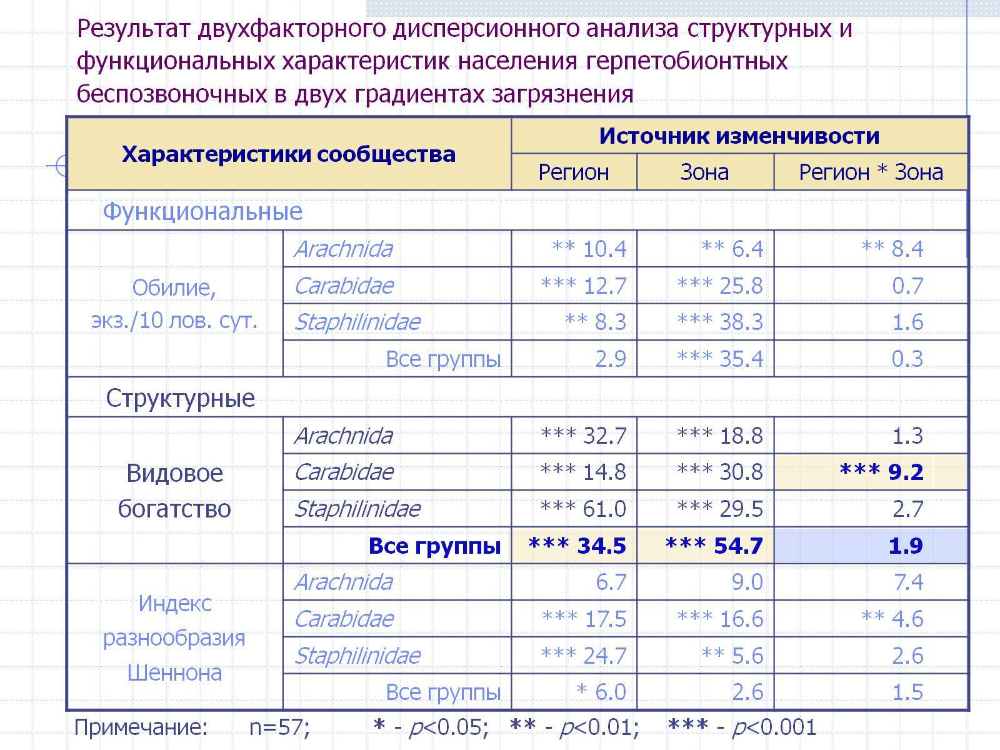 Результат двухфакторного дисперсионного анализа структурных и
функциональных характеристик населения герпетобионтных
беспозвоночных в двух градиентах загрязнения
Характеристики сообщества
Источник изменчивости
Регион Зона Регион * Зона
Функциональные
Обилие,
экз./10 лов. сут.
Arachnida ** 10.4 ** 6.4 ** 8.4
Carabidae *** 12.7 *** 25.8 0.7
Staphilinidae ** 8.3 *** 38.3 1.6
Все группы 2.9 *** 35.4 0.3
Структурные
Видовое
богатство
Arachnida *** 32.7 *** 18.8 1.3
Carabidae *** 14.8 *** 30.8 *** 9.2
Staphilinidae *** 61.0 *** 29.5 2.7
Все группы *** 34.5 *** 54.7 1.9
Индекс
разнообразия
Шеннона
Arachnida 6.7 9.0 7.4
Carabidae *** 17.5 *** 16.6 ** 4.6
Staphilinidae *** 24.7 ** 5.6 2.6
Все группы * 6.0 2.6 1.5
Примечание: n=57; * - p<0.05; ** - p<0.01; *** - p<0.001